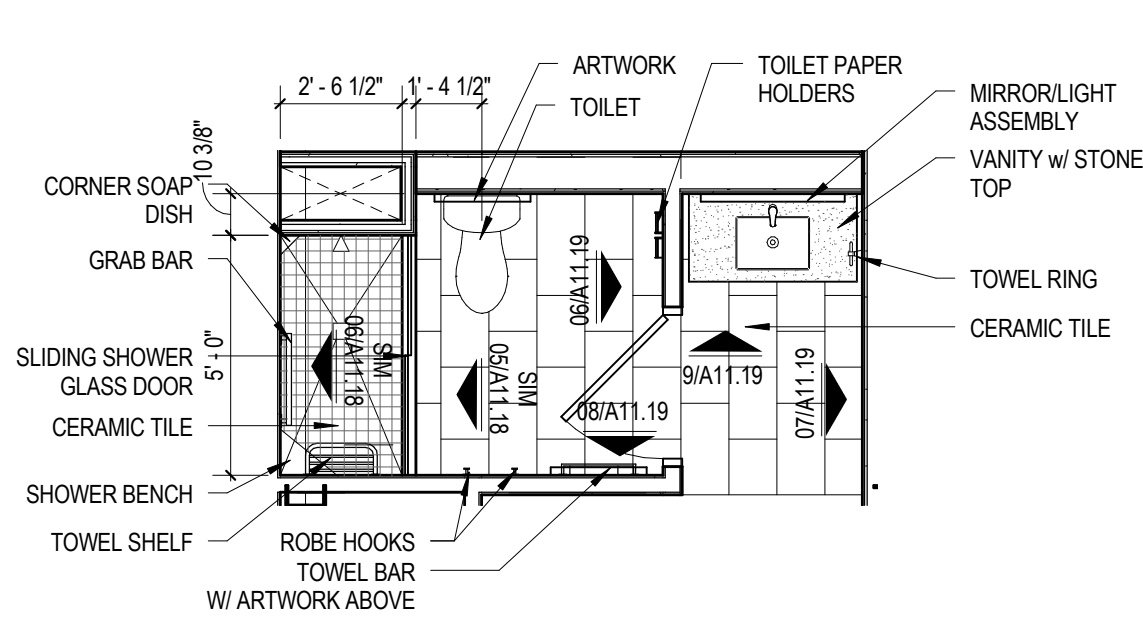 ARTWORK
TOILET
TOILET PAPER
HOLDERS
MIRROR/LIGHT
ASSEMBLY
VANITY w/ STONE
TOP
2' - 6 1/2"
1' - 4 1/2"
10 3/8"
CORNER SOAP
DISH
GRAB BAR
SLIDING SHOWER
GLASS DOOR
5' - 0"
CERAMIC TILE
SHOWER BENCH
TOWEL SHELF
06/A11.18
SIM
05/A11.18
SIM
06/A11.19
08/A11.19
9/A11.19
07/A11.19
TOWEL RING
CERAMIC TILE
ROBE HOOKS
TOWEL BAR
W/ ARTWORK ABOVE